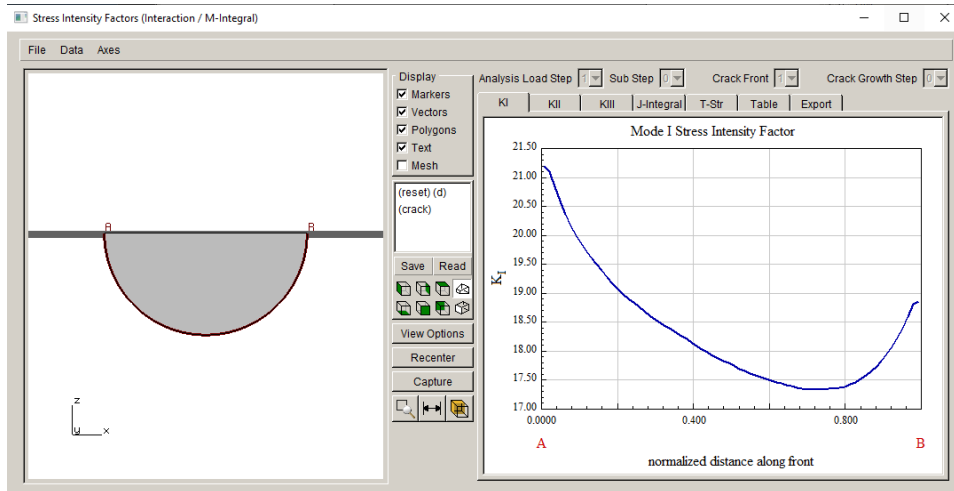 Stress Intensity Factors (Interaction / M-Integral)
File Data Axes
A B
z
y x
Display
Markers
Vectors
Polygons
Text
Mesh
(reset) (d)
(crack)
Save Read
View Options
Recenter
Capture
Analysis Load Step 1 Sub Step 0 Crack Front 1 Crack Growth Step 0
KI KII KIII J-Integral T-Str Table Export
Mode I Stress Intensity Factor
21.50
21.00
20.50
20.00
19.50
19.00
18.50
18.00
17.50
17.00
KI
0.0000 0.400 0.800
A B
normalized distance along front